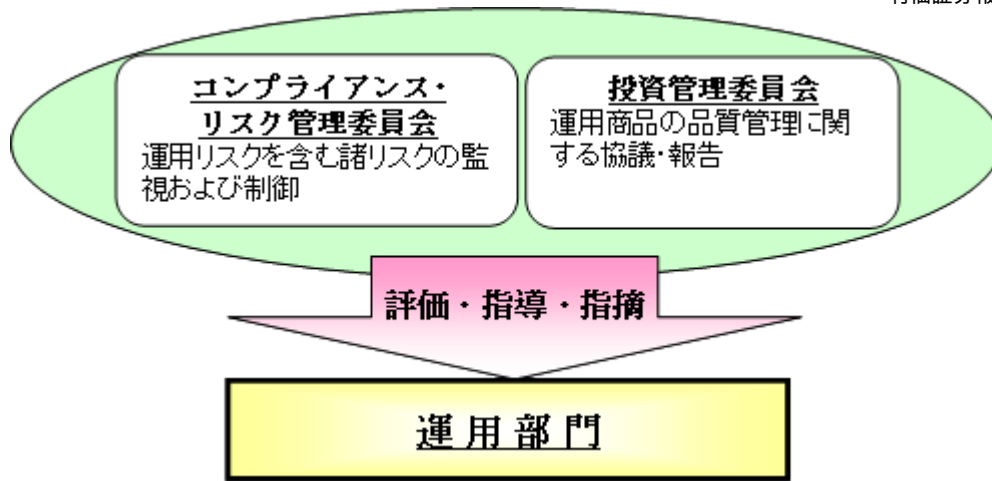 コンプライアンス・
リスク管理委員会
運用リスクを含む諸リスクの監
視および制御
投資管理委員会
運用商品の品質管理に関
する協議・報告
評価・指導・指摘
運用部門